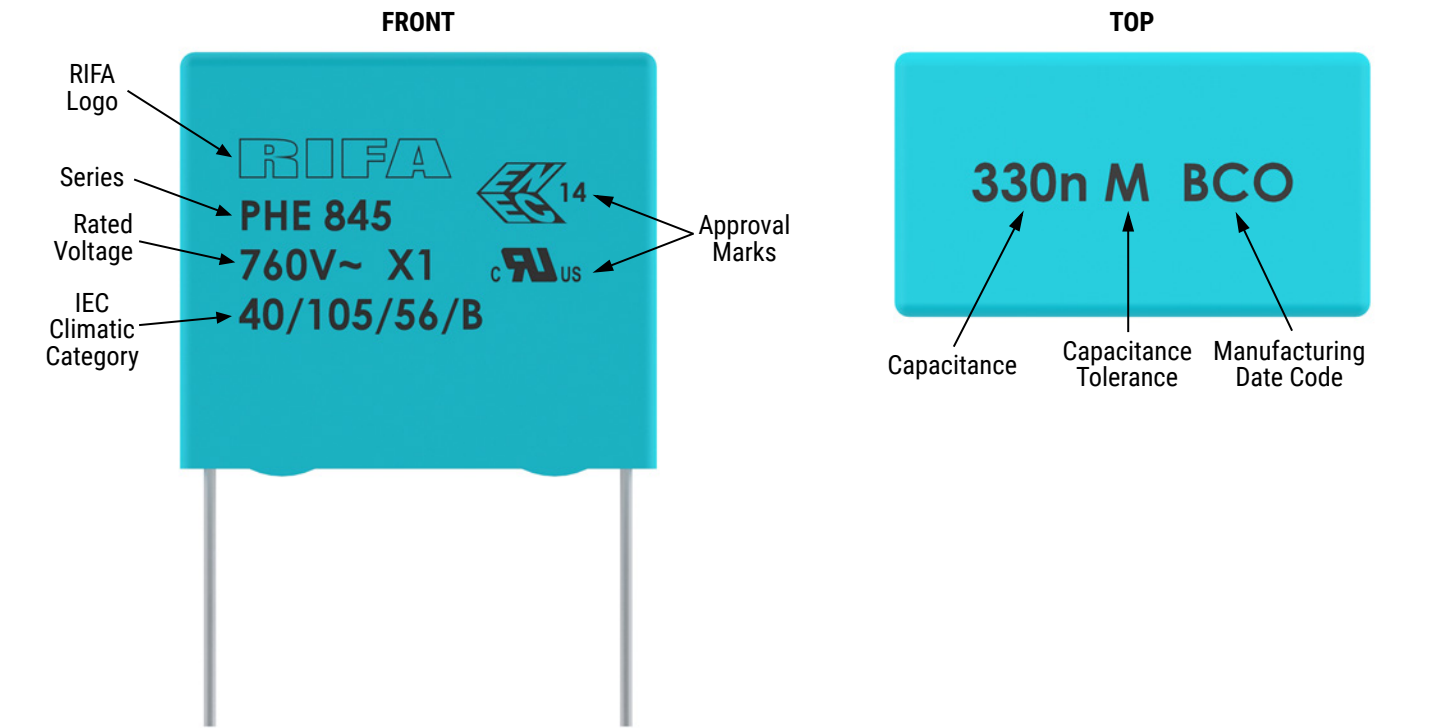 FRONT
TOP
RIFA
Logo
RIFA
Series
PHE 845
EN
EC
14
Rated
Voltage
760V~ X1
c RU US
Approval
Marks
IEC
Climatic
Category
40/105/56/B
330n M BCO
Capacitance
Capacitance
Tolerance
Manufacturing
Date Code